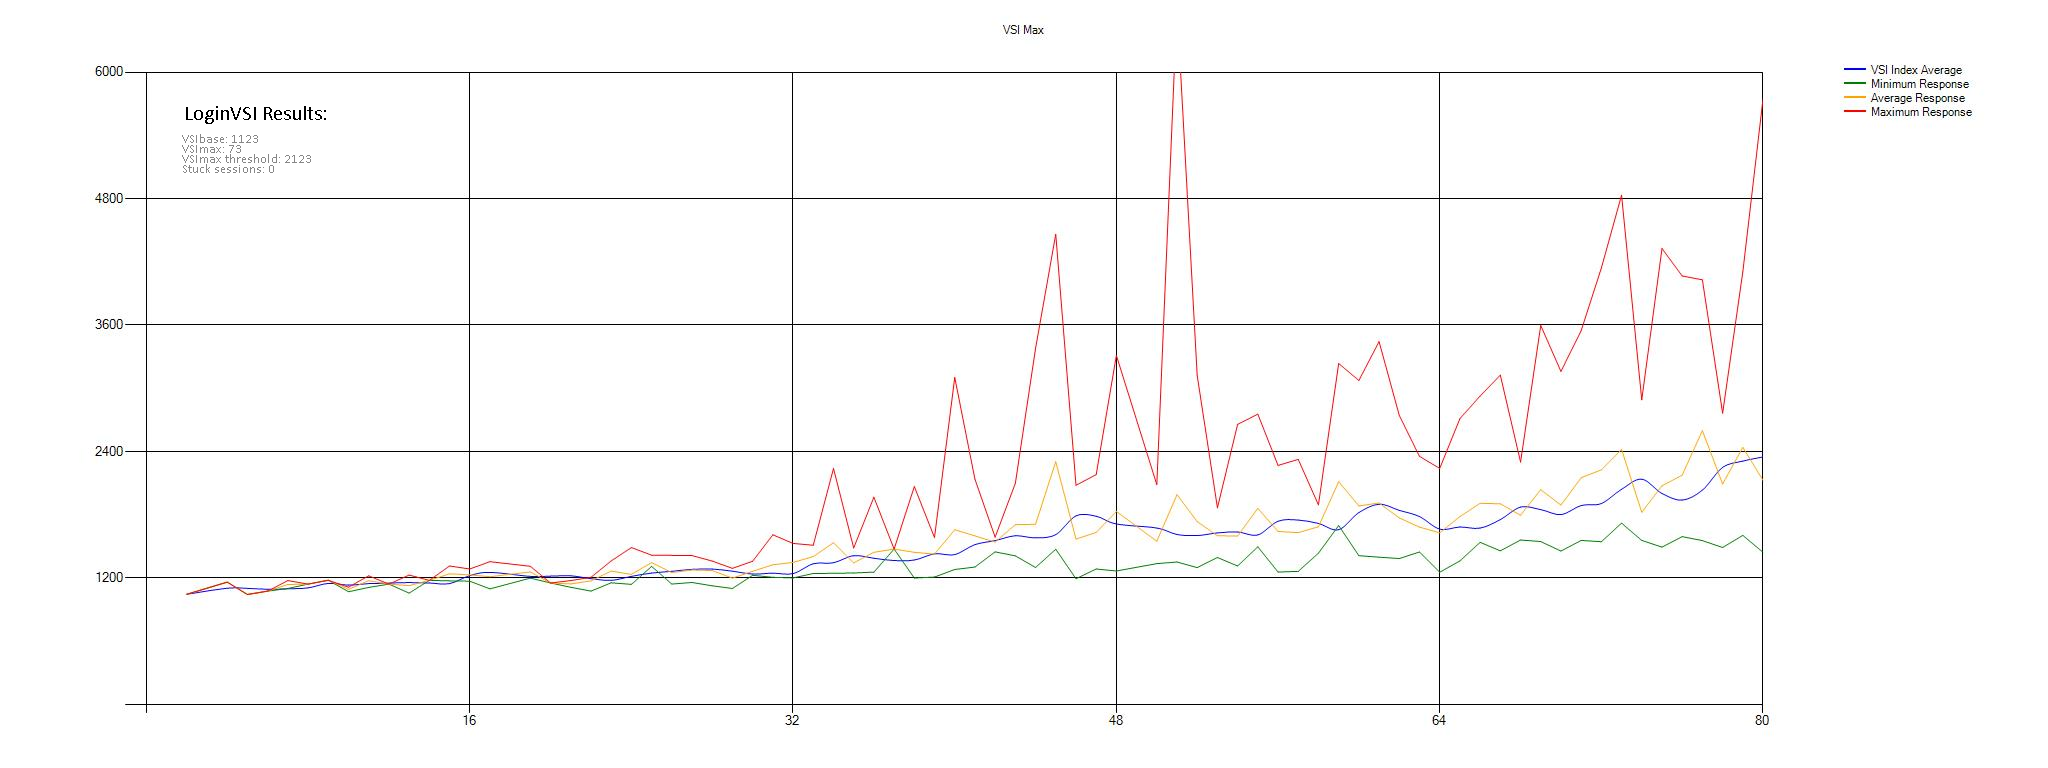 VSI Max
6000
4800
3600
2400
1200
16
32
48
64
80
LoginVSI Results:
VSIbase: 1123
VSImax: 73
VSImax threshold: 2123
Stuck sessions: 0
VSI Index Average
Minimum Response
Average Response
Maximum Response